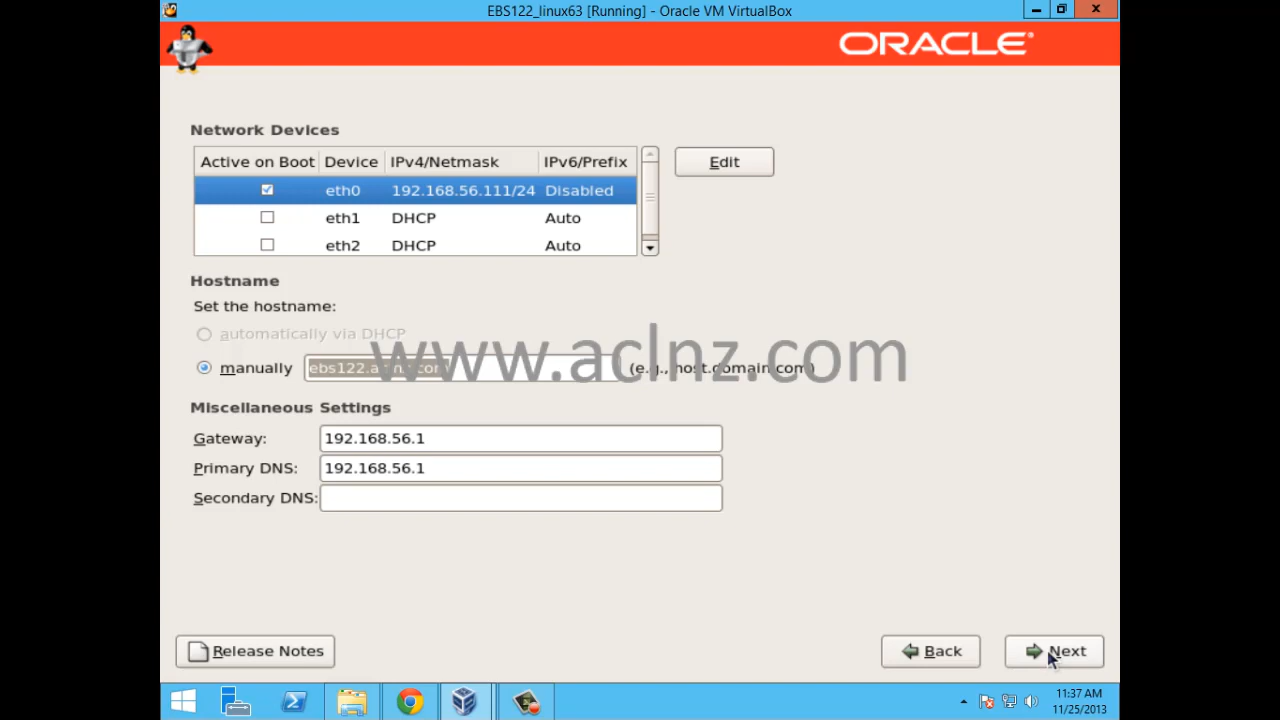 EBS122_linux63 [Running] - Oracle VM VirtualBox
ORACLE®
Network Devices
Active on Boot Device IPv4/Netmask IPv6/Prefix
Edit
eth0 192.168.56.111/24 Disabled
eth1 DHCP Auto
eth2 DHCP Auto
Hostname
Set the hostname:
automatically via DHCP
www.aclnz.com
manually (e.g., host.domain.com)
Miscellaneous Settings
Gateway: 192.168.56.1
Primary DNS: 192.168.56.1
Secondary DNS:
Release Notes
Back
Next
11:37 AM
11/25/2013